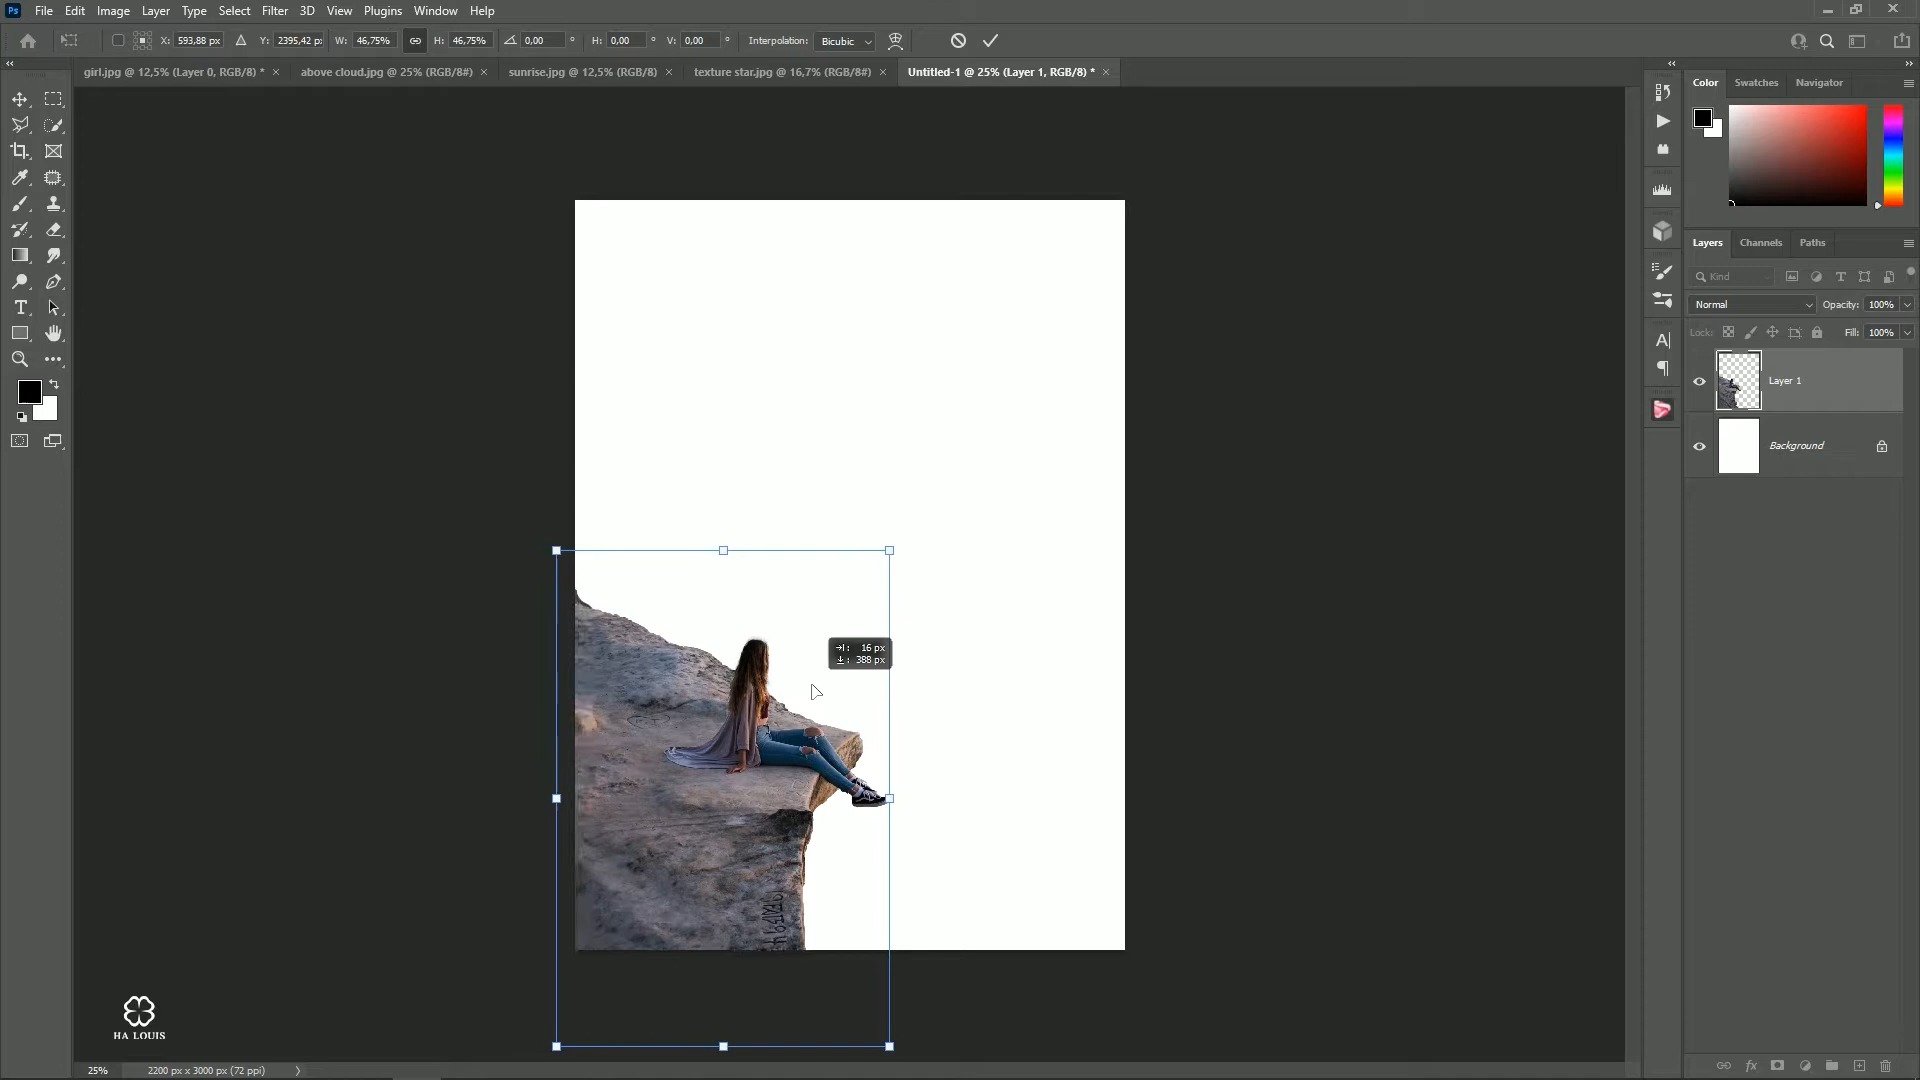 Ps File Edit Image Layer Type Select Filter 3D View Plugins Window Help
X: 593,88 px Y: 2395,42 px W: 46,75% H: 46,75% 0,00 ° H: 0,00 ° V: 0,00 ° Interpolation: Bicubic
girl.jpg @ 12,5% (Layer 0, RGB/8) * × above cloud.jpg @ 25% (RGB/8#) × sunrise.jpg @ 12,5% (RGB/8) × texture star.jpg @ 16,7% (RGB/8#) × Untitled-1 @ 25% (Layer 1, RGB/8) * ×
Color Swatches Navigator
Layers Channels Paths
Kind
Normal Opacity: 100%
Lock: Fill: 100%
Layer 1
Background
16 px
388 px
HA LOUIS
25% 2200 px x 3000 px (72 ppi)